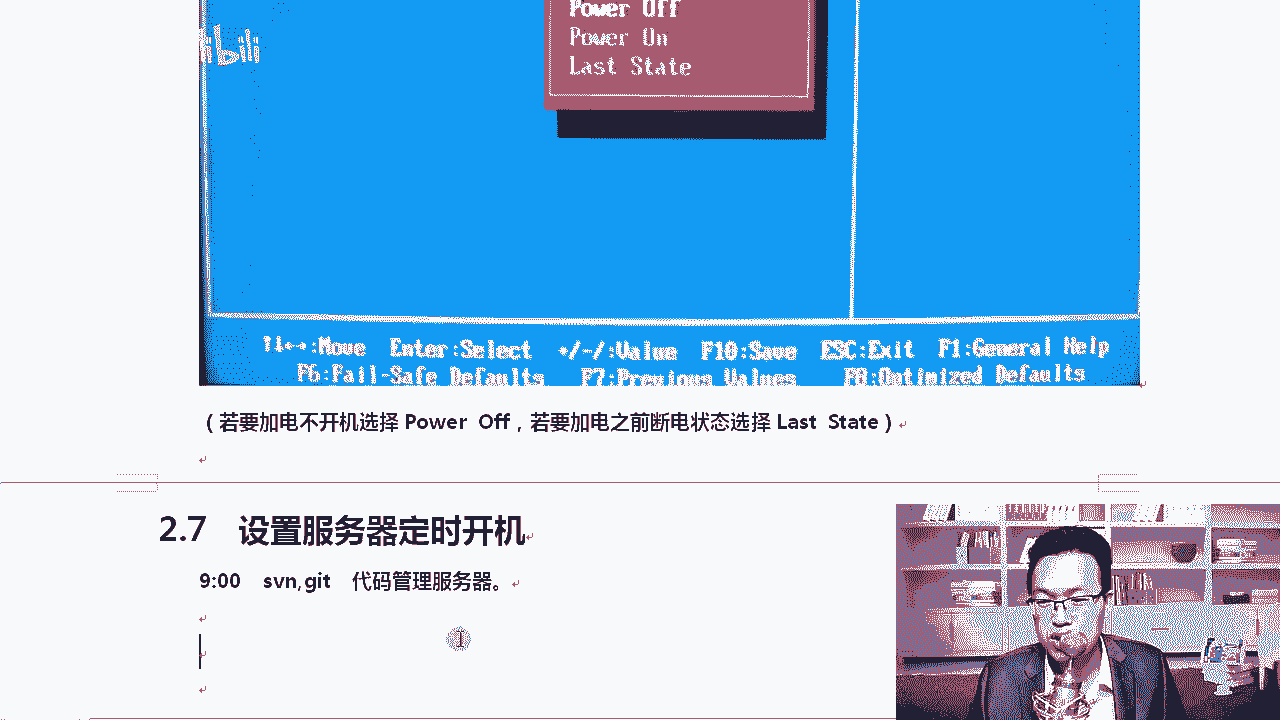 Power Off
Power On
Last State
libili
↑↓←→:Move Enter:Select +/-/:Value F10:Save ESC:Exit F1:General Help
F6:Fail-Safe Defaults F7:Previous Values F8:Optimized Defaults
（若要加电不开机选择 Power Off，若要加电之前断电状态选择 Last State）
2.7 设置服务器定时开机
9:00 svn,git 代码管理服务器。